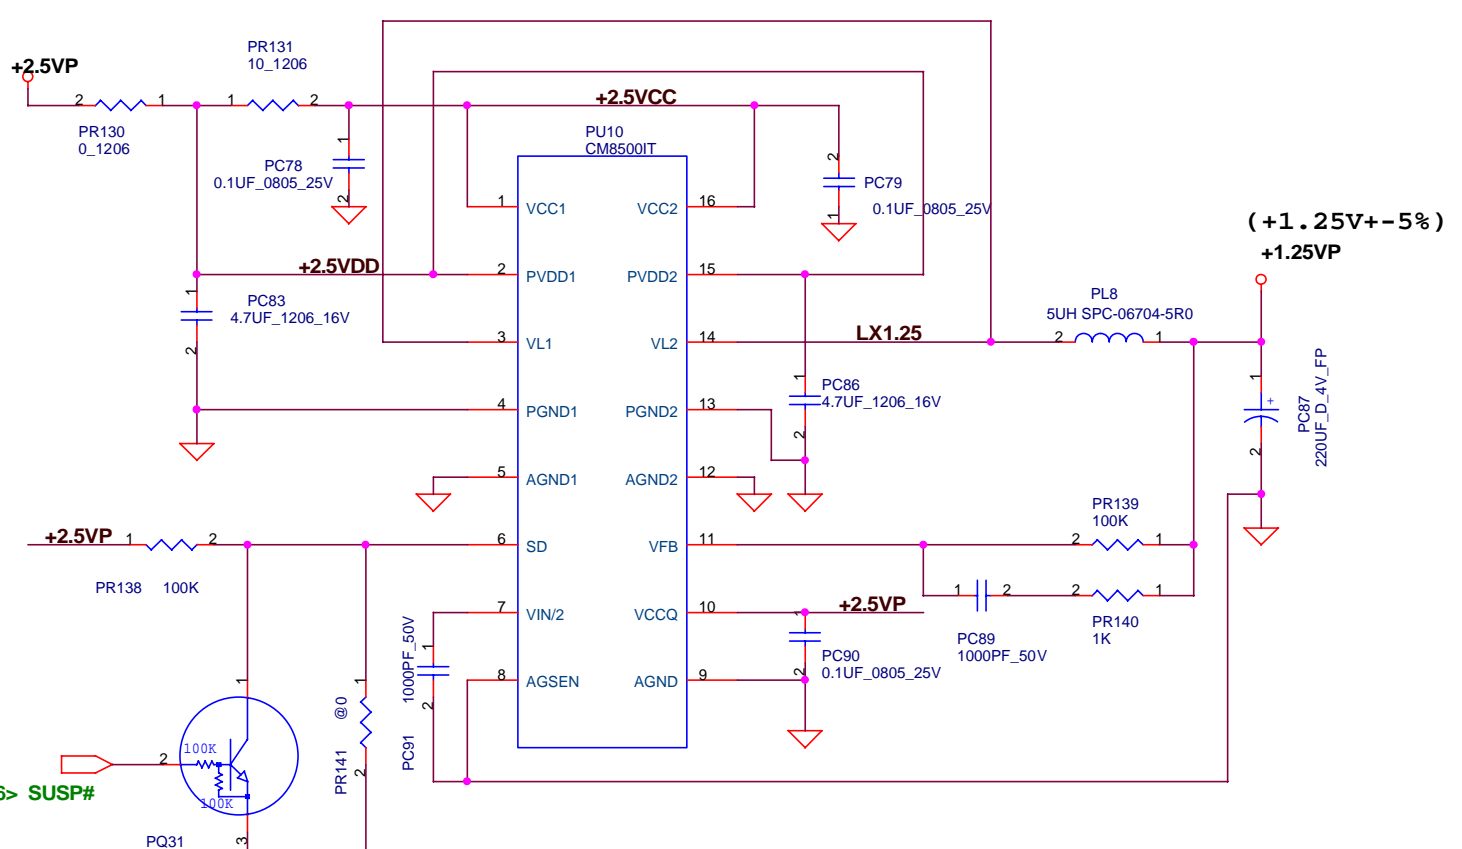 +2.5VP
2
1
PR130
0_1206
PR131
10_1206
1
2
+2.5VCC
1
PC78
0.1UF_0805_25V
2
PU10
CM8500IT
2
PC79
0.1UF_0805_25V
1
1
VCC1
VCC2
16
+2.5VDD
2
PVDD1
PVDD2
15
1
PC83
4.7UF_1206_16V
2
3
VL1
VL2
14
LX1.25
PL8
5UH SPC-06704-5R0
2
1
(+1.25V+-5%)
+1.25VP
1
+
PC87
220UF_D_4V_FP
2
1
PC86
4.7UF_1206_16V
2
4
PGND1
PGND2
13
5
AGND1
AGND2
12
+2.5VP
1
2
PR138
100K
6
SD
VFB
11
PR139
100K
2
1
1
2
PC89
1000PF_50V
2
1
PR140
1K
7
VIN/2
VCCQ
10
+2.5VP
1
PC90
0.1UF_0805_25V
2
8
AGSEN
AGND
9
1000PF_50V
1
2
PC91
1
@0
PR141
2
1
100K
2
100K
6> SUSP#
PQ31
3